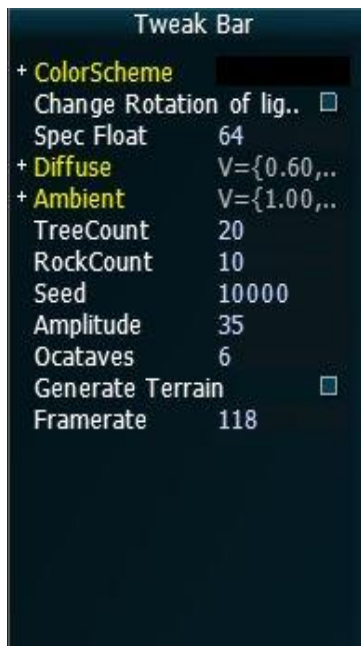 Tweak Bar
+ ColorScheme
Change Rotation of lig..
Spec Float 64
+ Diffuse V={0.60,..
+ Ambient V={1.00,..
TreeCount 20
RockCount 10
Seed 10000
Amplitude 35
Ocataves 6
Generate Terrain
Framerate 118